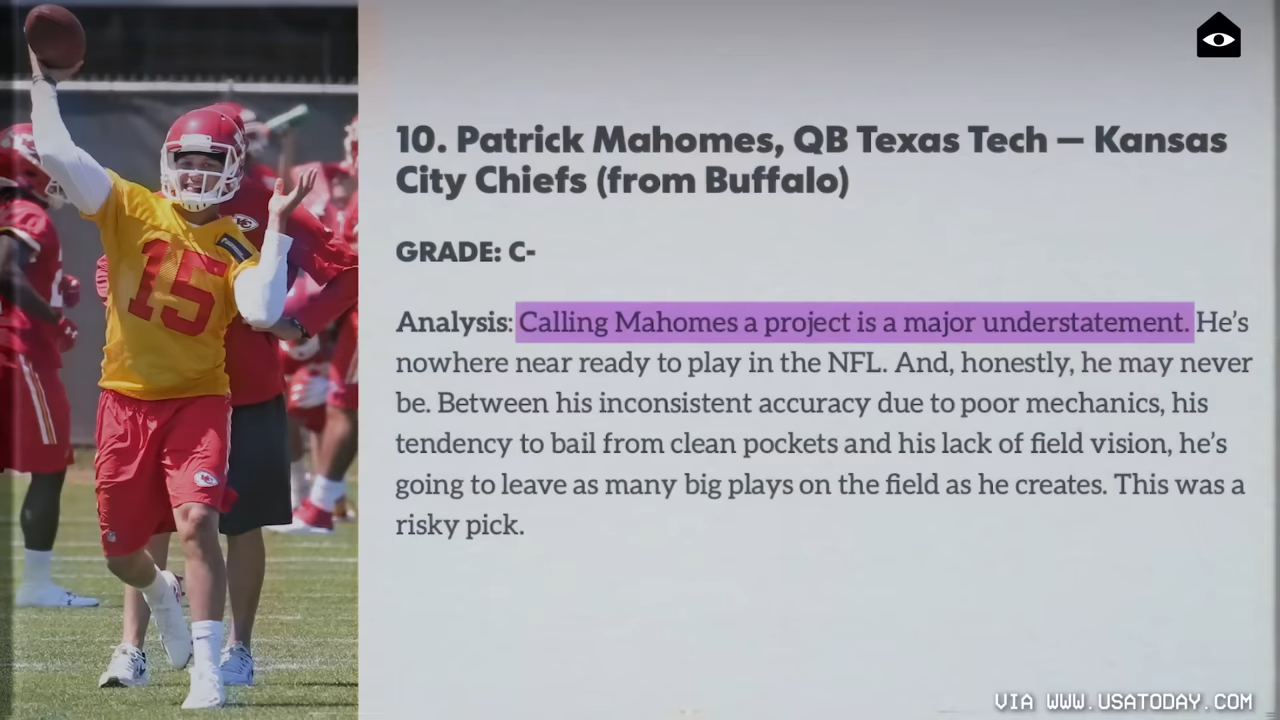 10. Patrick Mahomes, QB Texas Tech — Kansas
City Chiefs (from Buffalo)
GRADE: C-
Analysis: Calling Mahomes a project is a major understatement. He’s
nowhere near ready to play in the NFL. And, honestly, he may never
be. Between his inconsistent accuracy due to poor mechanics, his
tendency to bail from clean pockets and his lack of field vision, he’s
going to leave as many big plays on the field as he creates. This was a
risky pick.
15
VIA WWW.USATODAY.COM